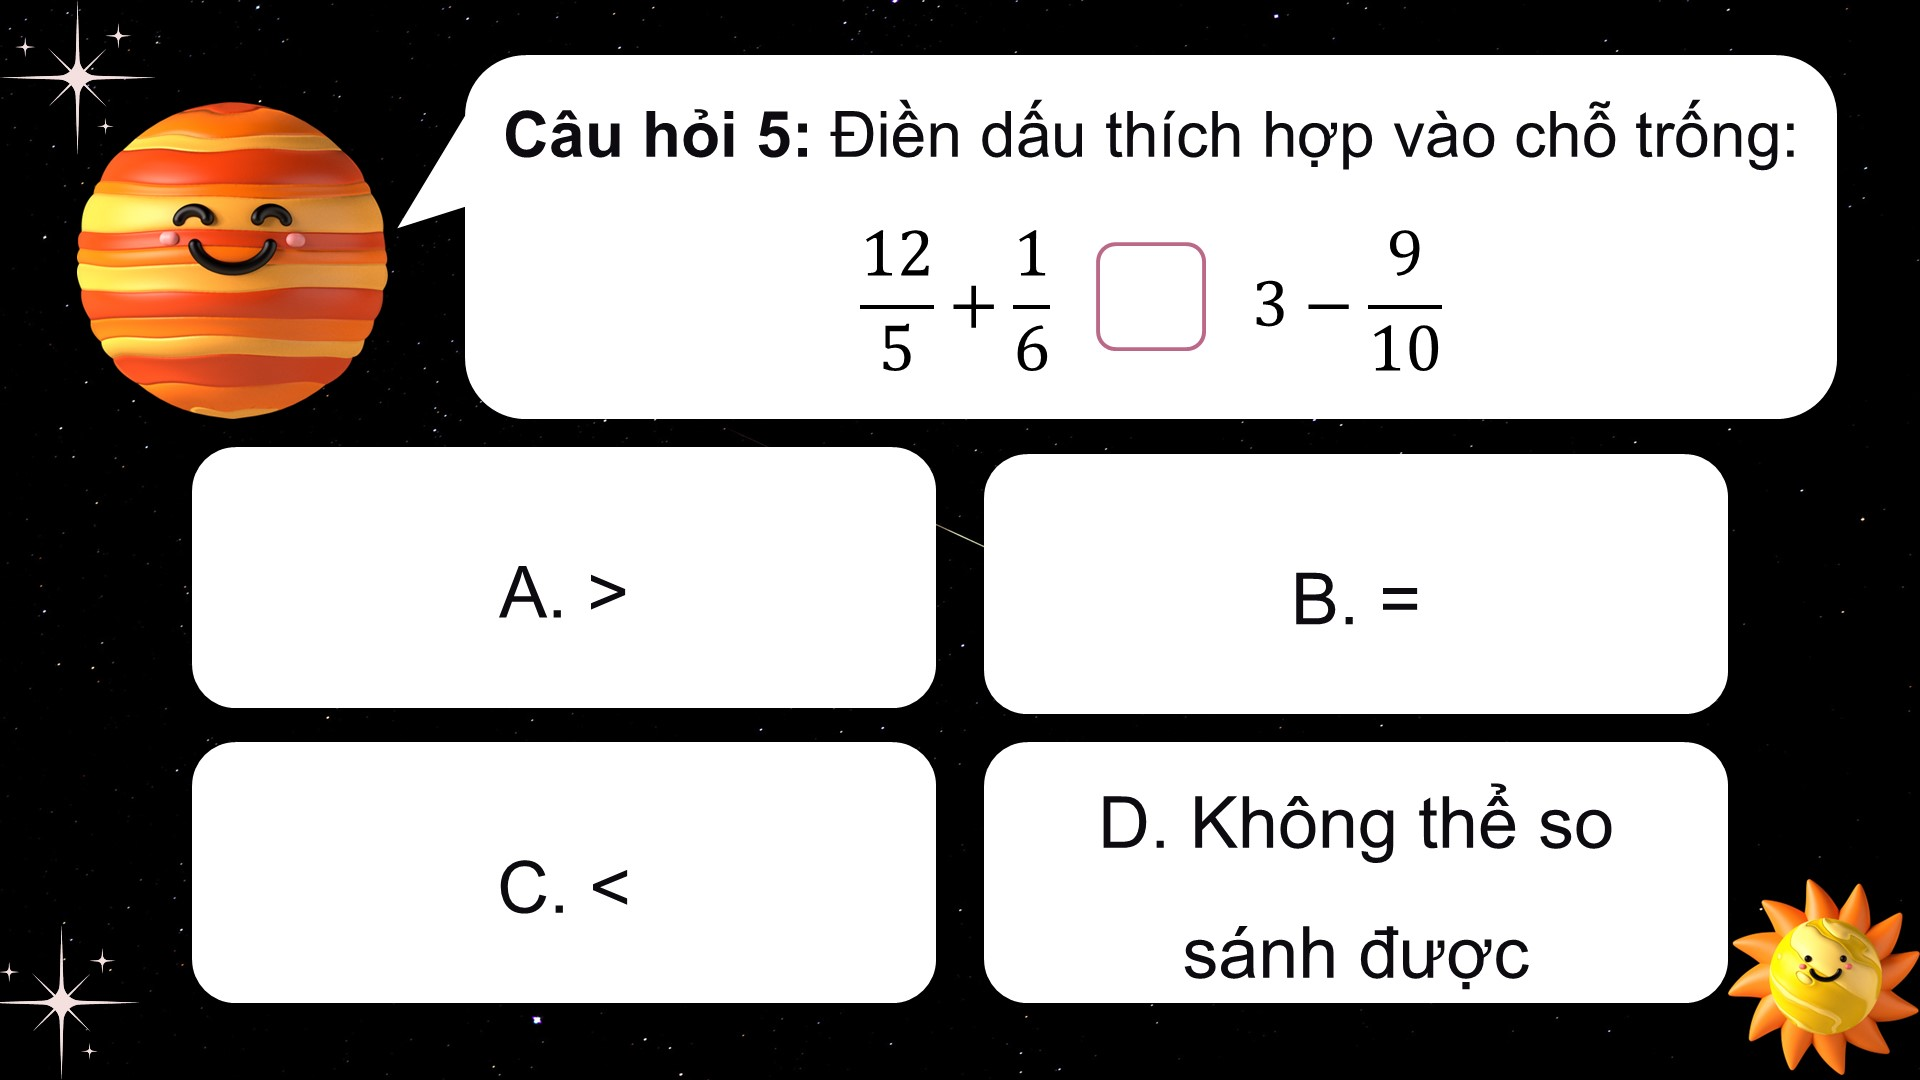 Câu hỏi 5: Điền dấu thích hợp vào chỗ trống:
12/5 + 1/6 □ 3 − 9/10
A. >
B. =
C. <
D. Không thể so
sánh được